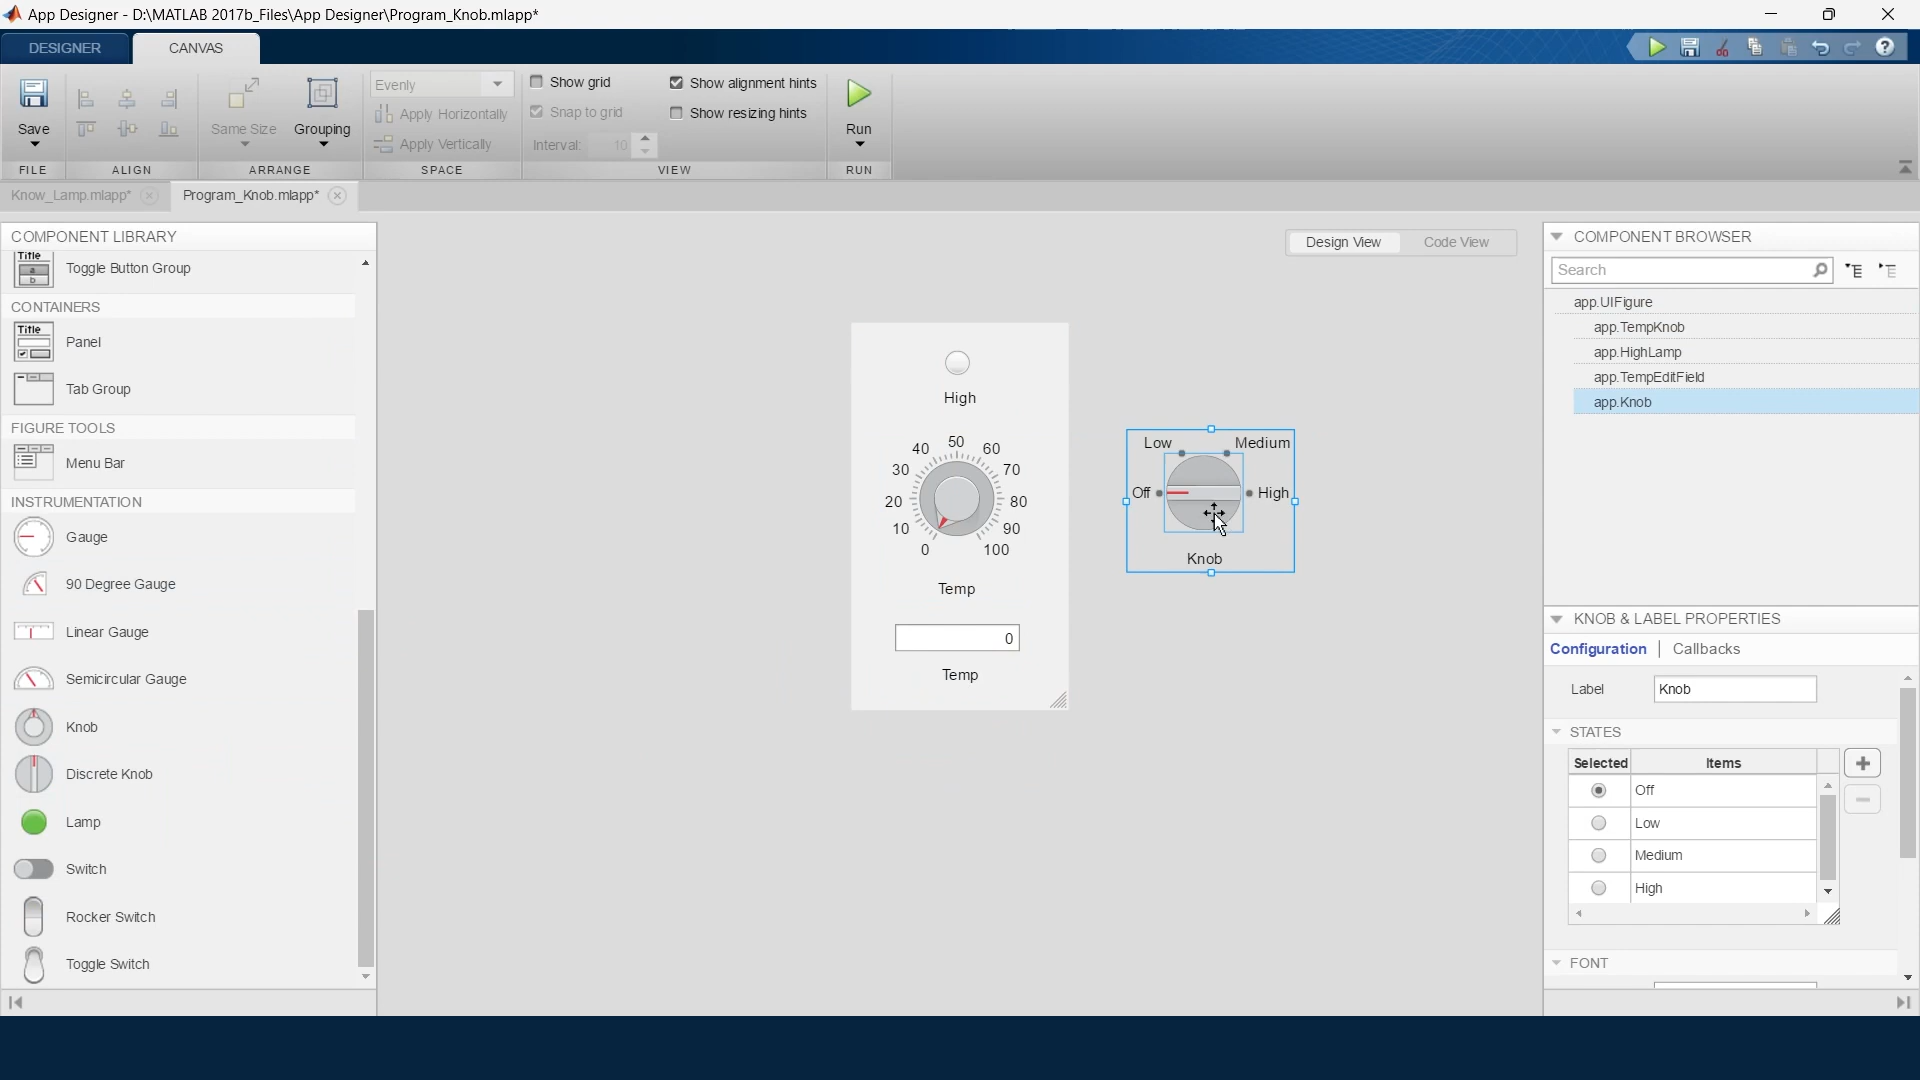 App Designer - D:\MATLAB 2017b_Files\App Designer\Program_Knob.mlapp*
DESIGNER
CANVAS
Save
Same Size
Grouping
Evenly
Apply Horizontally
Apply Vertically
Show grid
Snap to grid
Interval: 10
Show alignment hints
Show resizing hints
Run
FILE
ALIGN
ARRANGE
SPACE
VIEW
RUN
Know_Lamp.mlapp*
Program_Knob.mlapp*
COMPONENT LIBRARY
Title
a
b
Toggle Button Group
CONTAINERS
Title
Panel
Tab Group
FIGURE TOOLS
Menu Bar
INSTRUMENTATION
Gauge
90 Degree Gauge
Linear Gauge
Semicircular Gauge
Knob
Discrete Knob
Lamp
Switch
Rocker Switch
Toggle Switch
Design View
Code View
High
0
10
20
30
40
50
60
70
80
90
100
Temp
0
Temp
Off
Low
Medium
High
Knob
COMPONENT BROWSER
Search
app.UIFigure
app.TempKnob
app.HighLamp
app.TempEditField
app.Knob
KNOB & LABEL PROPERTIES
Configuration | Callbacks
Label Knob
STATES
Selected Items
Off
Low
Medium
High
FONT